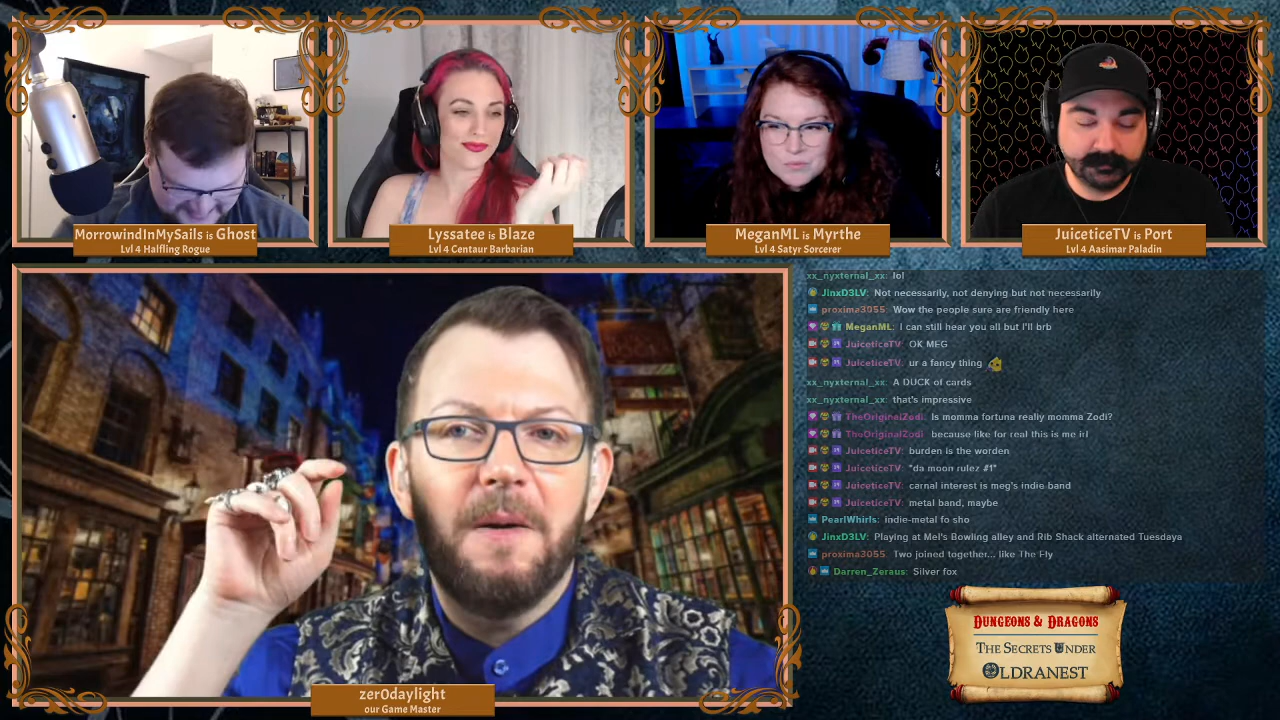 MorrowindInMySails is Ghost
Lvl 4 Halfling Rogue
Lyssatee is Blaze
Lvl 4 Centaur Barbarian
MeganML is Myrthe
Lvl 4 Satyr Sorcerer
JuiceticeTV is Port
Lvl 4 Aasimar Paladin
xx_nyxternal_xx: lol
JinxD3LV: Not necessarily, not denying but not necessarily
proxima3055 Wow the people sure are friendly here
MeganML: I can still hear you all but I'll brb
JuiceticeTV: OK MEG
JuiceticeTV: ur a fancy thing
xx_nyxternal_xx: A DUCK of cards
xx_nyxternal_xx: that's impressive
TheOriginalZodi: Is momma fortuna really momma Zodi?
TheOriginalZodi because like for real this is me irl
JuiceticeTV: burden is the worden
JuiceticeTV: "da moon rulez #1"
JuiceticeTV: carnal interest is meg's indie band
JuiceticeTV: metal band, maybe
PearlWhirls: indie-metal fo sho
JinxD3LV: Playing at Mel's Bowling alley and Rib Shack alternated Tuesdaya
proxima3055 Two joined together... like The Fly
Darren_Zeraus: Silver fox
DUNGEONS & DRAGONS
THE SECRETS UNDER
OLDRANEST
zer0daylight
our Game Master